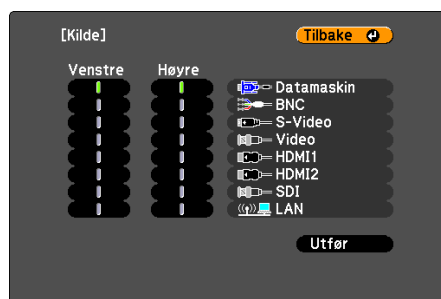 [Kilde]
Tilbake
Venstre Høyre
Datamaskin
BNC
S-Video
Video
HDMI1
HDMI2
SDI
LAN
Utfør